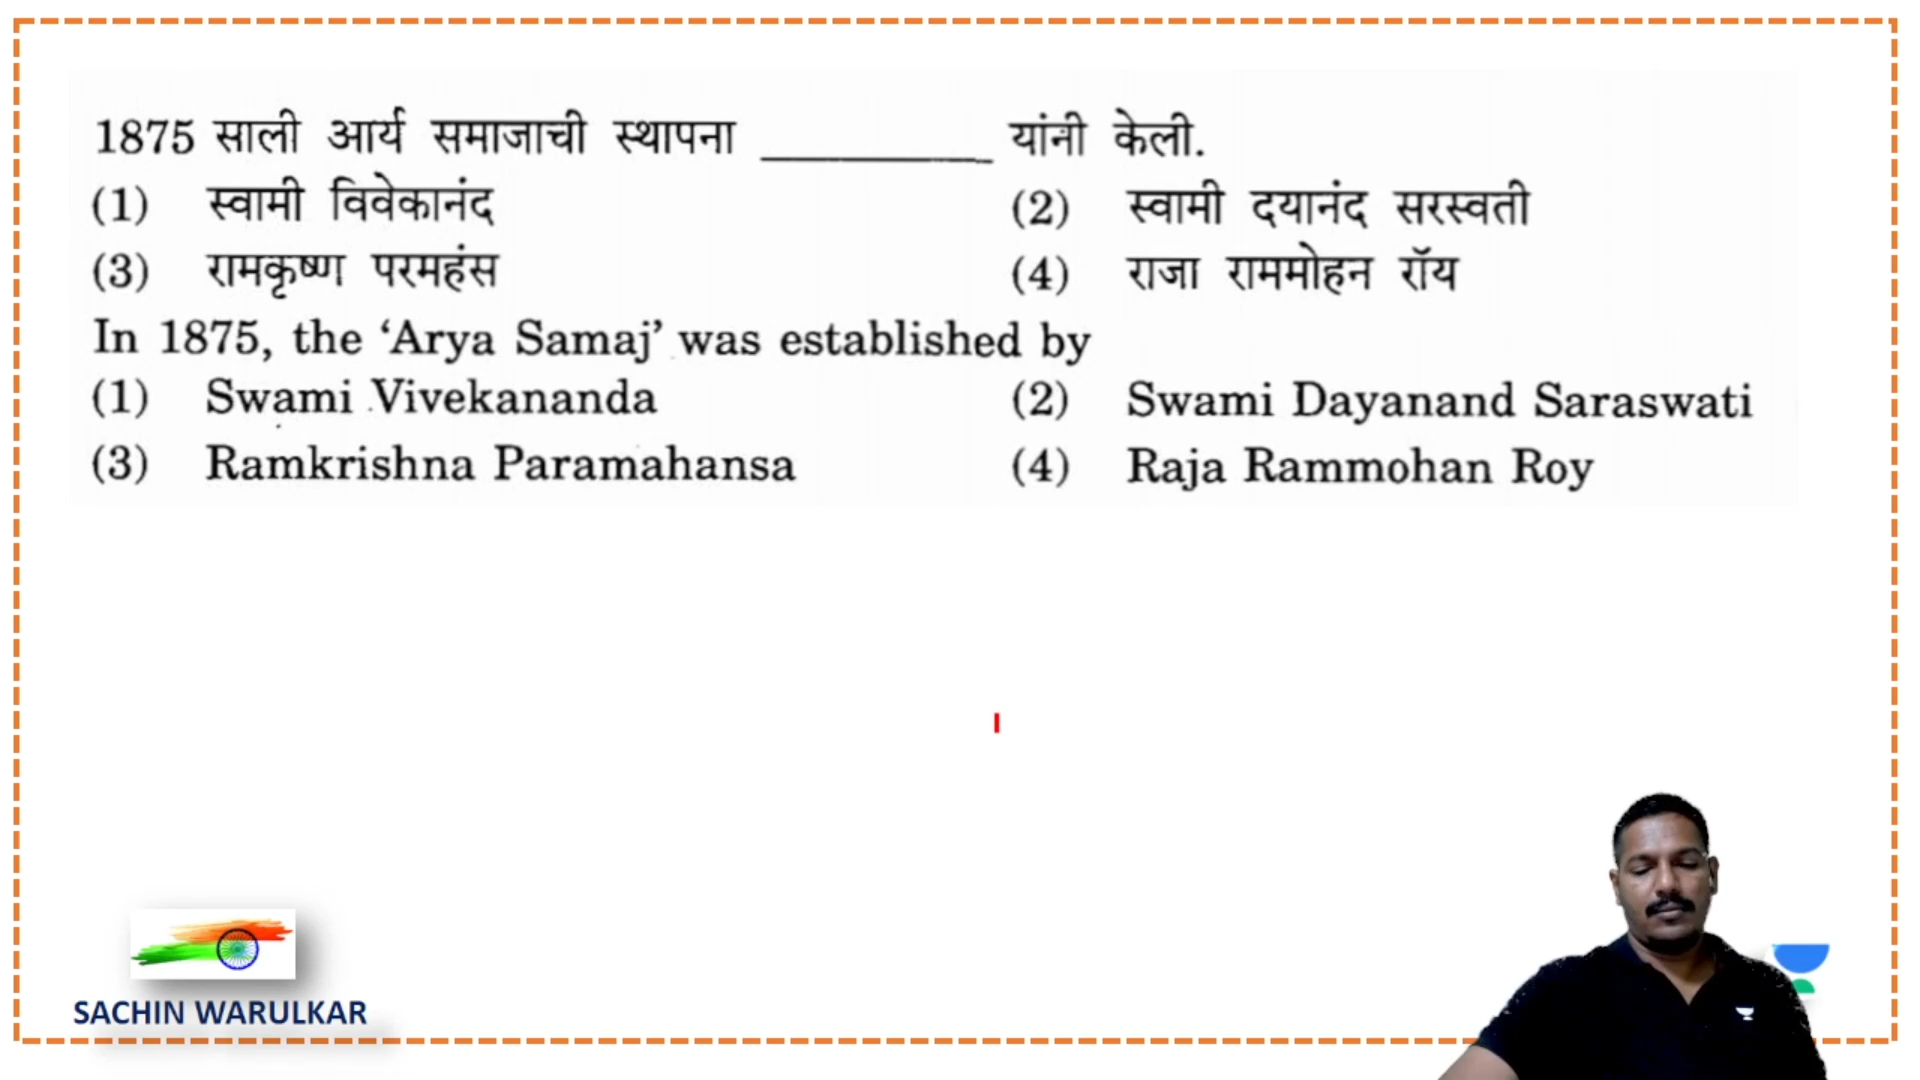 1875 साली आर्य समाजाची स्थापना __________ यांनी केली.
(1) स्वामी विवेकानंद (2) स्वामी दयानंद सरस्वती
(3) रामकृष्ण परमहंस (4) राजा राममोहन रॉय
In 1875, the ‘Arya Samaj’ was established by
(1) Swami Vivekananda (2) Swami Dayanand Saraswati
(3) Ramkrishna Paramahansa (4) Raja Rammohan Roy
SACHIN WARULKAR